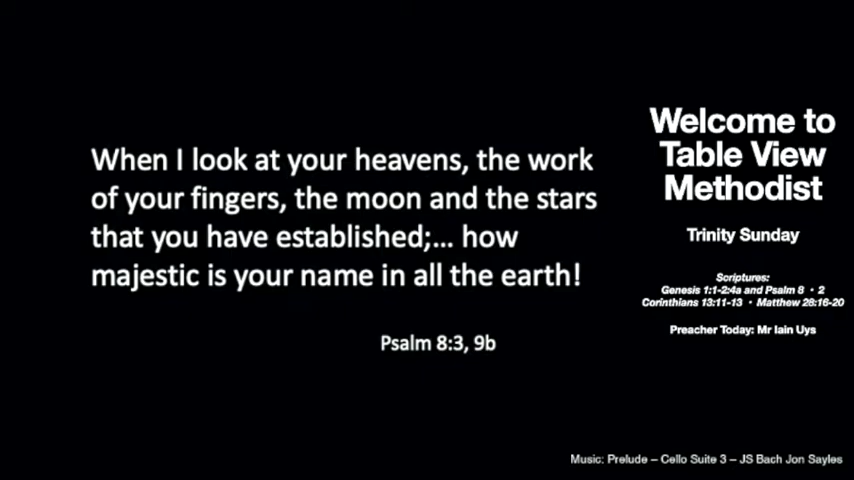 When I look at your heavens, the work
of your fingers, the moon and the stars
that you have established;... how
majestic is your name in all the earth!
Psalm 8:3, 9b
Welcome to
Table View
Methodist
Trinity Sunday
Scriptures:
Genesis 1:1-2:4a and Psalm 8 • 2
Corinthians 13:11-13 • Matthew 28:16-20
Preacher Today: Mr Iain Uys
Music: Prelude – Cello Suite 3 – JS Bach Jon Sayles